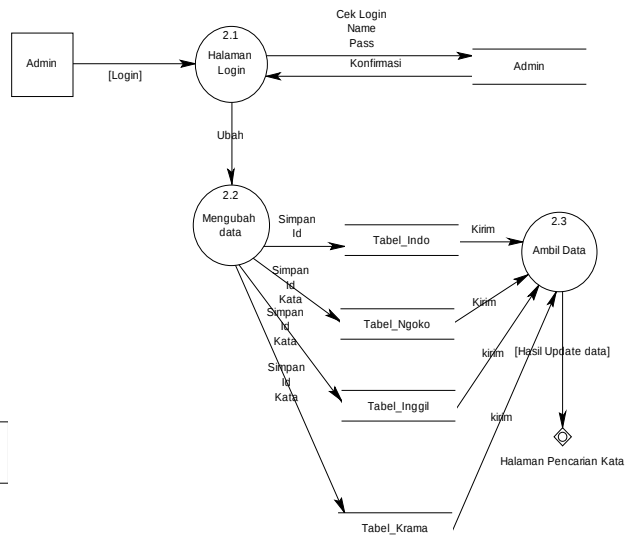 Cek Login
Name
Pass
2.1
Halaman
Login
Admin
[Login]
Konfirmasi
Admin
Ubah
2.2
Mengubah
data
Simpan
Id
Tabel_Indo
Kirim
2.3
Ambil Data
Simpan
Id
Kata
Tabel_Ngoko
Kirim
Simpan
Id
Kata
Tabel_Inggil
kirim
[Hasil Update data]
Simpan
Id
Kata
Tabel_Krama
kirim
Halaman Pencarian Kata